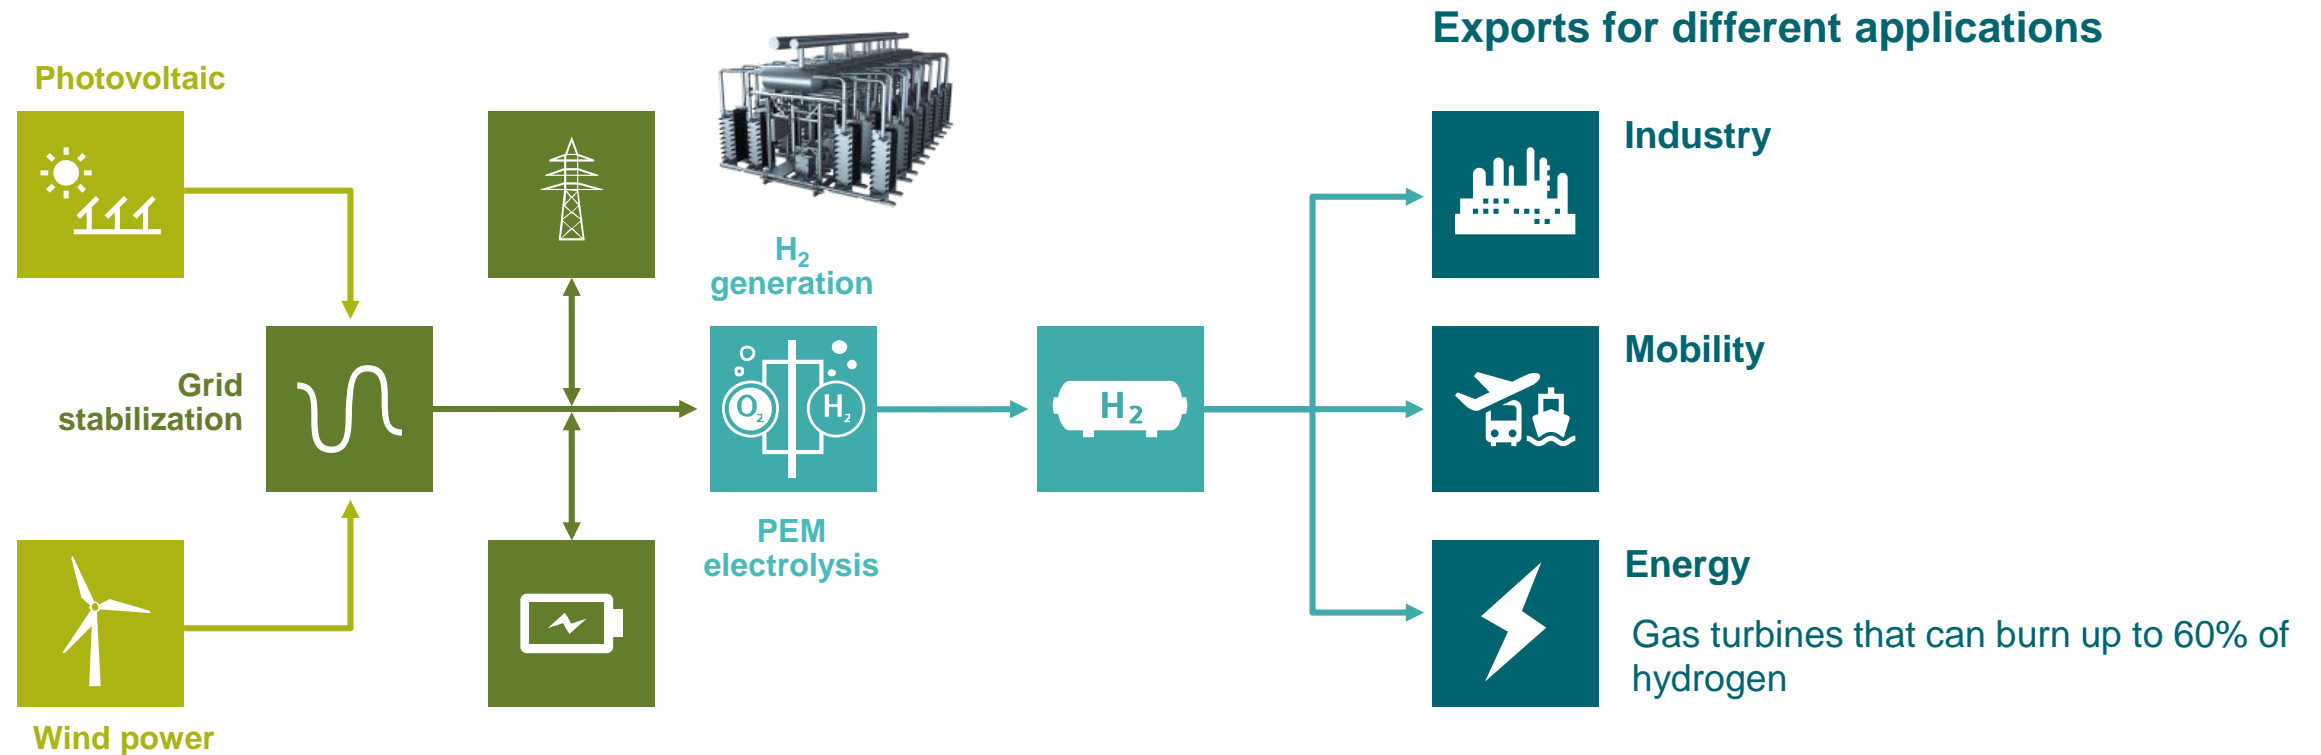 Exports for different applications
Photovoltaic
Industry
H₂
generation
Mobility
Grid
stabilization
O₂
H₂
H₂
PEM
electrolysis
Energy
Gas turbines that can burn up to 60% of
hydrogen
Wind power